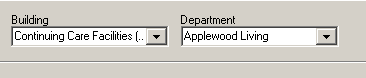 Building Department
Continuing Care Facilities (.. Applewood Living